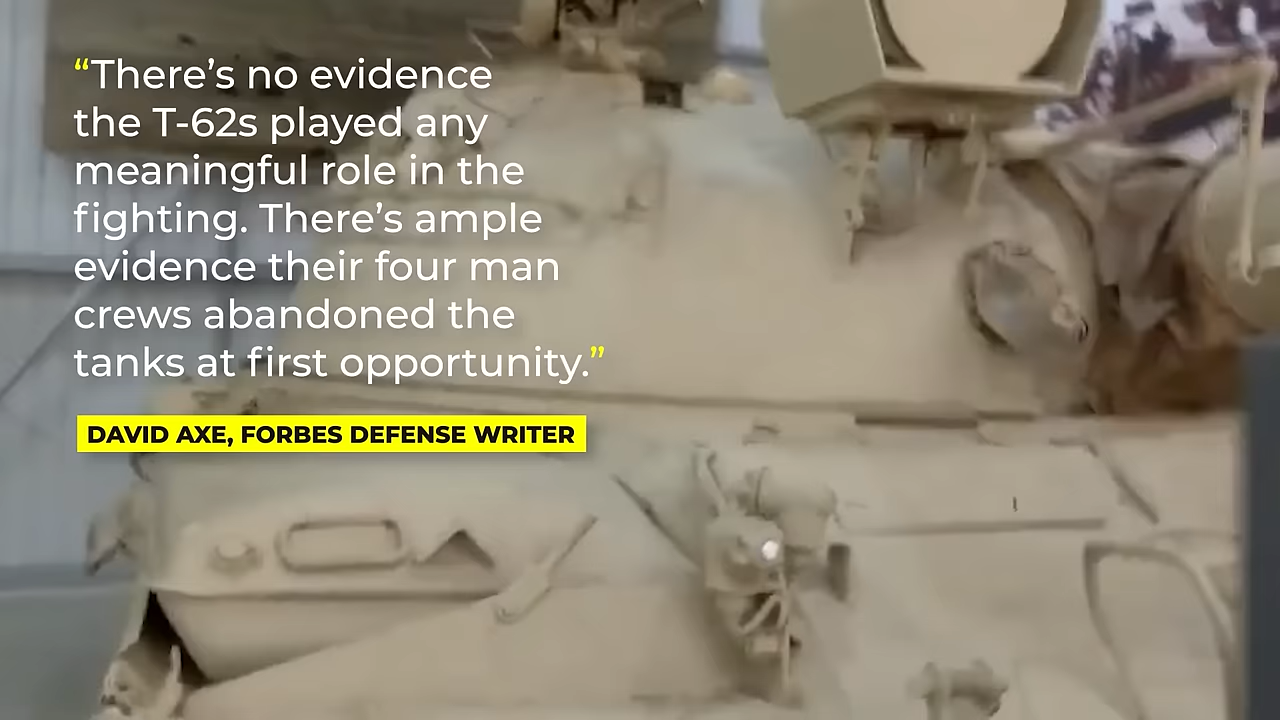 “There’s no evidence
the T-62s played any
meaningful role in the
fighting. There’s ample
evidence their four man
crews abandoned the
tanks at first opportunity.”
DAVID AXE, FORBES DEFENSE WRITER